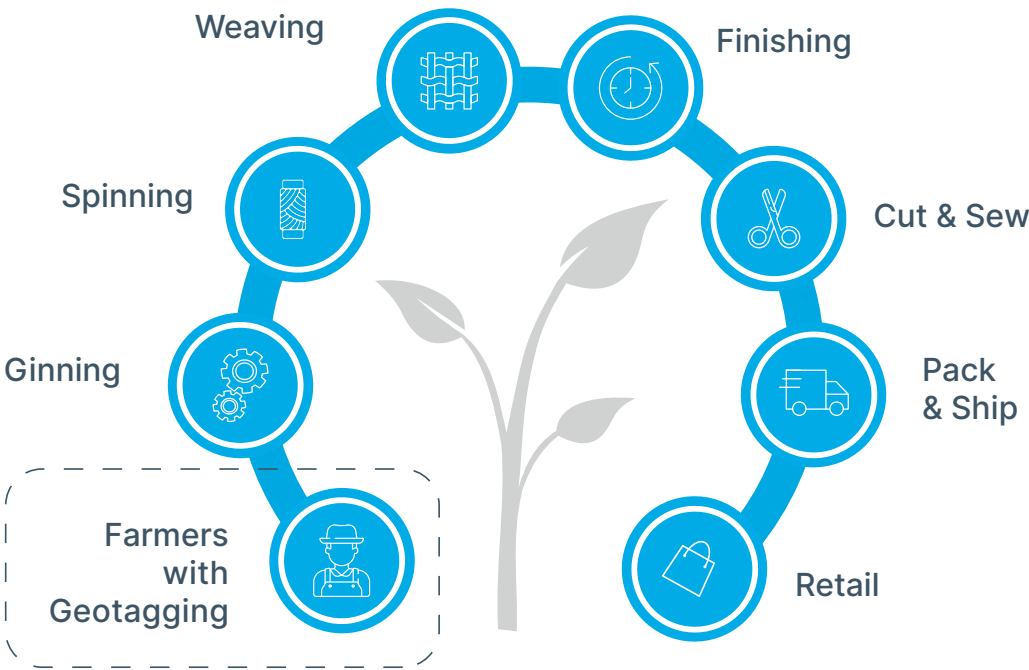 Weaving
Finishing
Spinning
Cut & Sew
Ginning
Pack
& Ship
Farmers
with
Geotagging
Retail